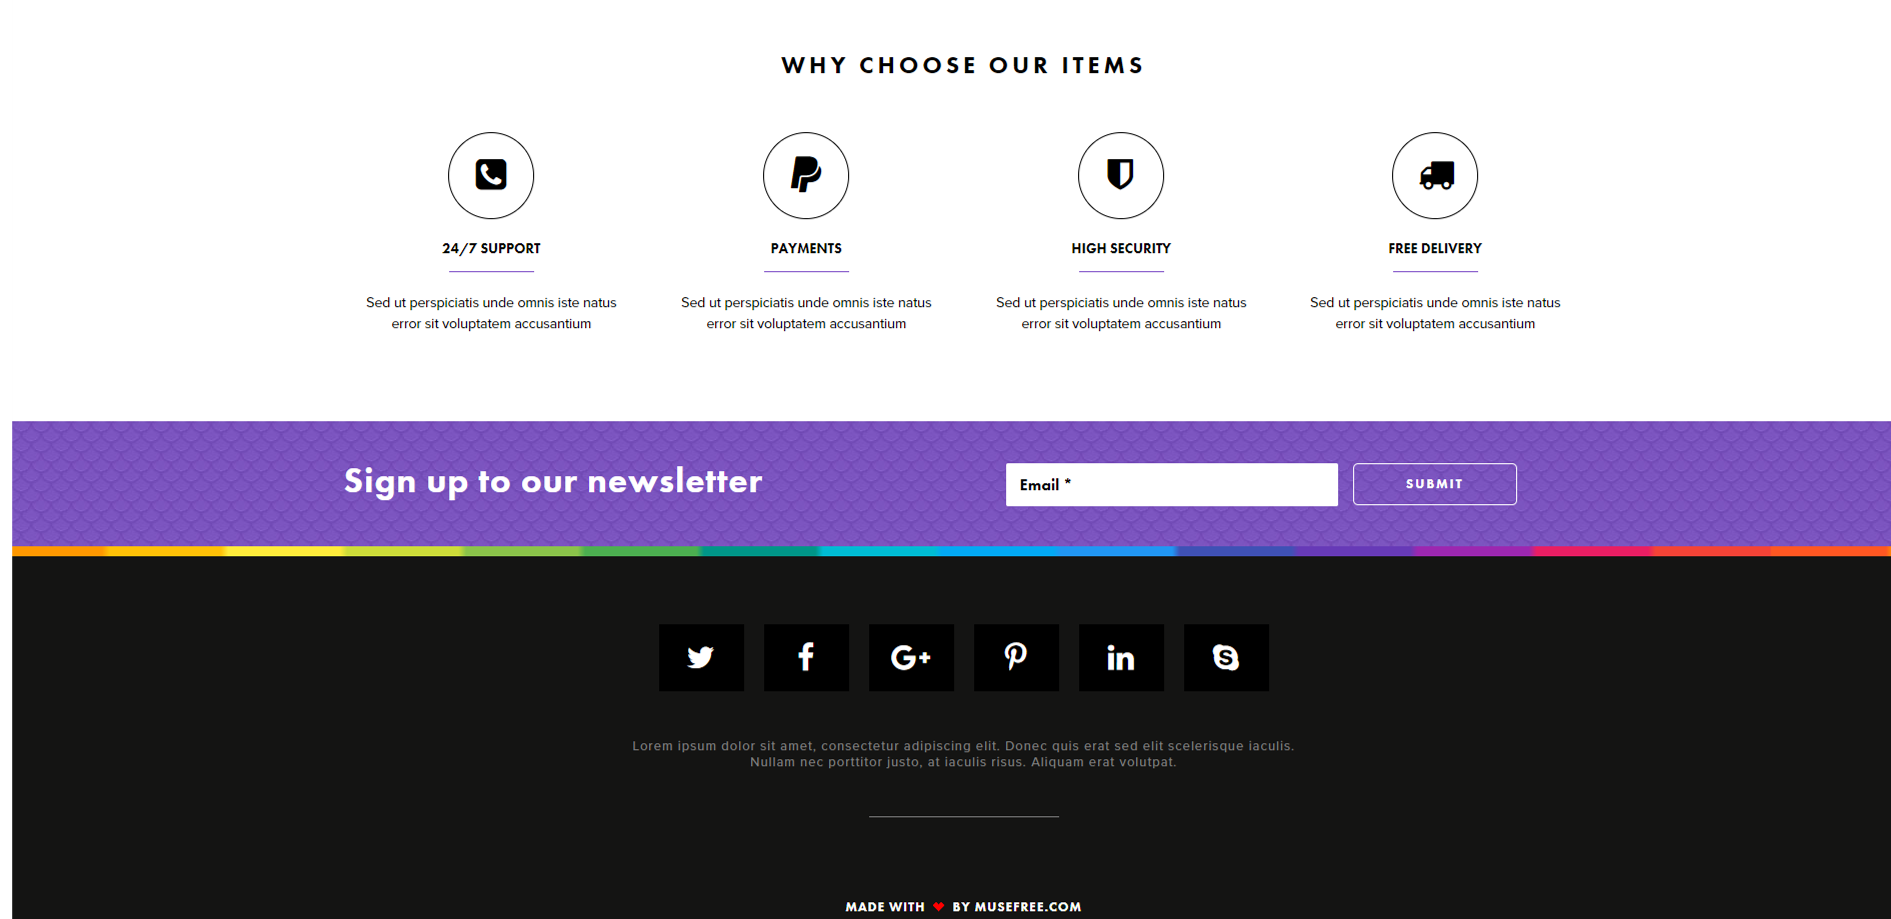 WHY CHOOSE OUR ITEMS
24/7 SUPPORT
Sed ut perspiciatis unde omnis iste natus
error sit voluptatem accusantium
PAYMENTS
Sed ut perspiciatis unde omnis iste natus
error sit voluptatem accusantium
HIGH SECURITY
Sed ut perspiciatis unde omnis iste natus
error sit voluptatem accusantium
FREE DELIVERY
Sed ut perspiciatis unde omnis iste natus
error sit voluptatem accusantium
Sign up to our newsletter
Email *
SUBMIT
Lorem ipsum dolor sit amet, consectetur adipiscing elit. Donec quis erat sed elit scelerisque iaculis.
Nullam nec porttitor justo, at iaculis risus. Aliquam erat volutpat.
MADE WITH ❤ BY MUSEFREE.COM